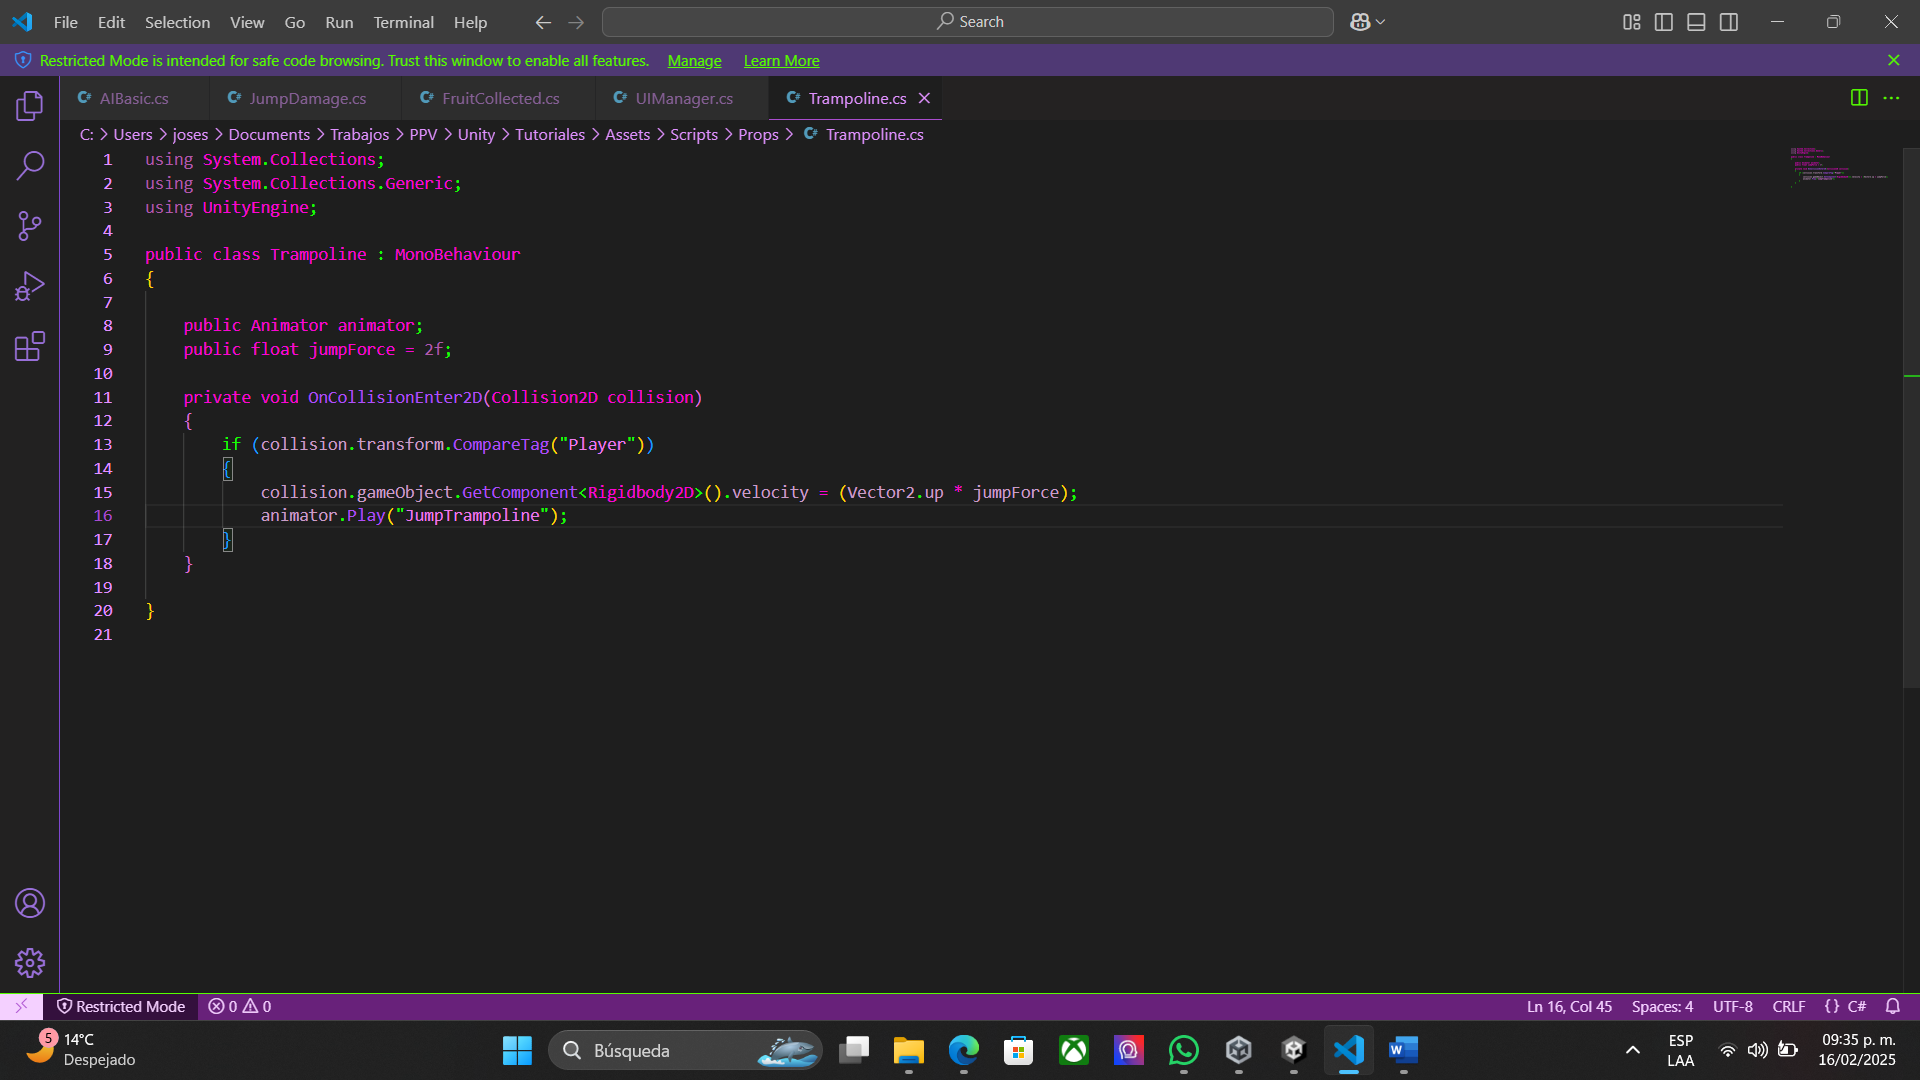 File Edit Selection View Go Run Terminal Help Search
Restricted Mode is intended for safe code browsing. Trust this window to enable all features. Manage Learn More
AIBasic.cs JumpDamage.cs FruitCollected.cs UIManager.cs Trampoline.cs
C: > Users > joses > Documents > Trabajos > PPV > Unity > Tutoriales > Assets > Scripts > Props > Trampoline.cs
1 using System.Collections;
2 using System.Collections.Generic;
3 using UnityEngine;
4
5 public class Trampoline : MonoBehaviour
6 {
7
8 public Animator animator;
9 public float jumpForce = 2f;
10
11 private void OnCollisionEnter2D(Collision2D collision)
12 {
13 if (collision.transform.CompareTag("Player"))
14 {
15 collision.gameObject.GetComponent<Rigidbody2D>().velocity = (Vector2.up * jumpForce);
16 animator.Play("JumpTrampoline");
17 }
18 }
19
20 }
21
Restricted Mode 0 0 Ln 16, Col 45 Spaces: 4 UTF-8 CRLF {} C#
5 14°C
Despejado
Búsqueda
ESP
LAA
09:35 p. m.
16/02/2025